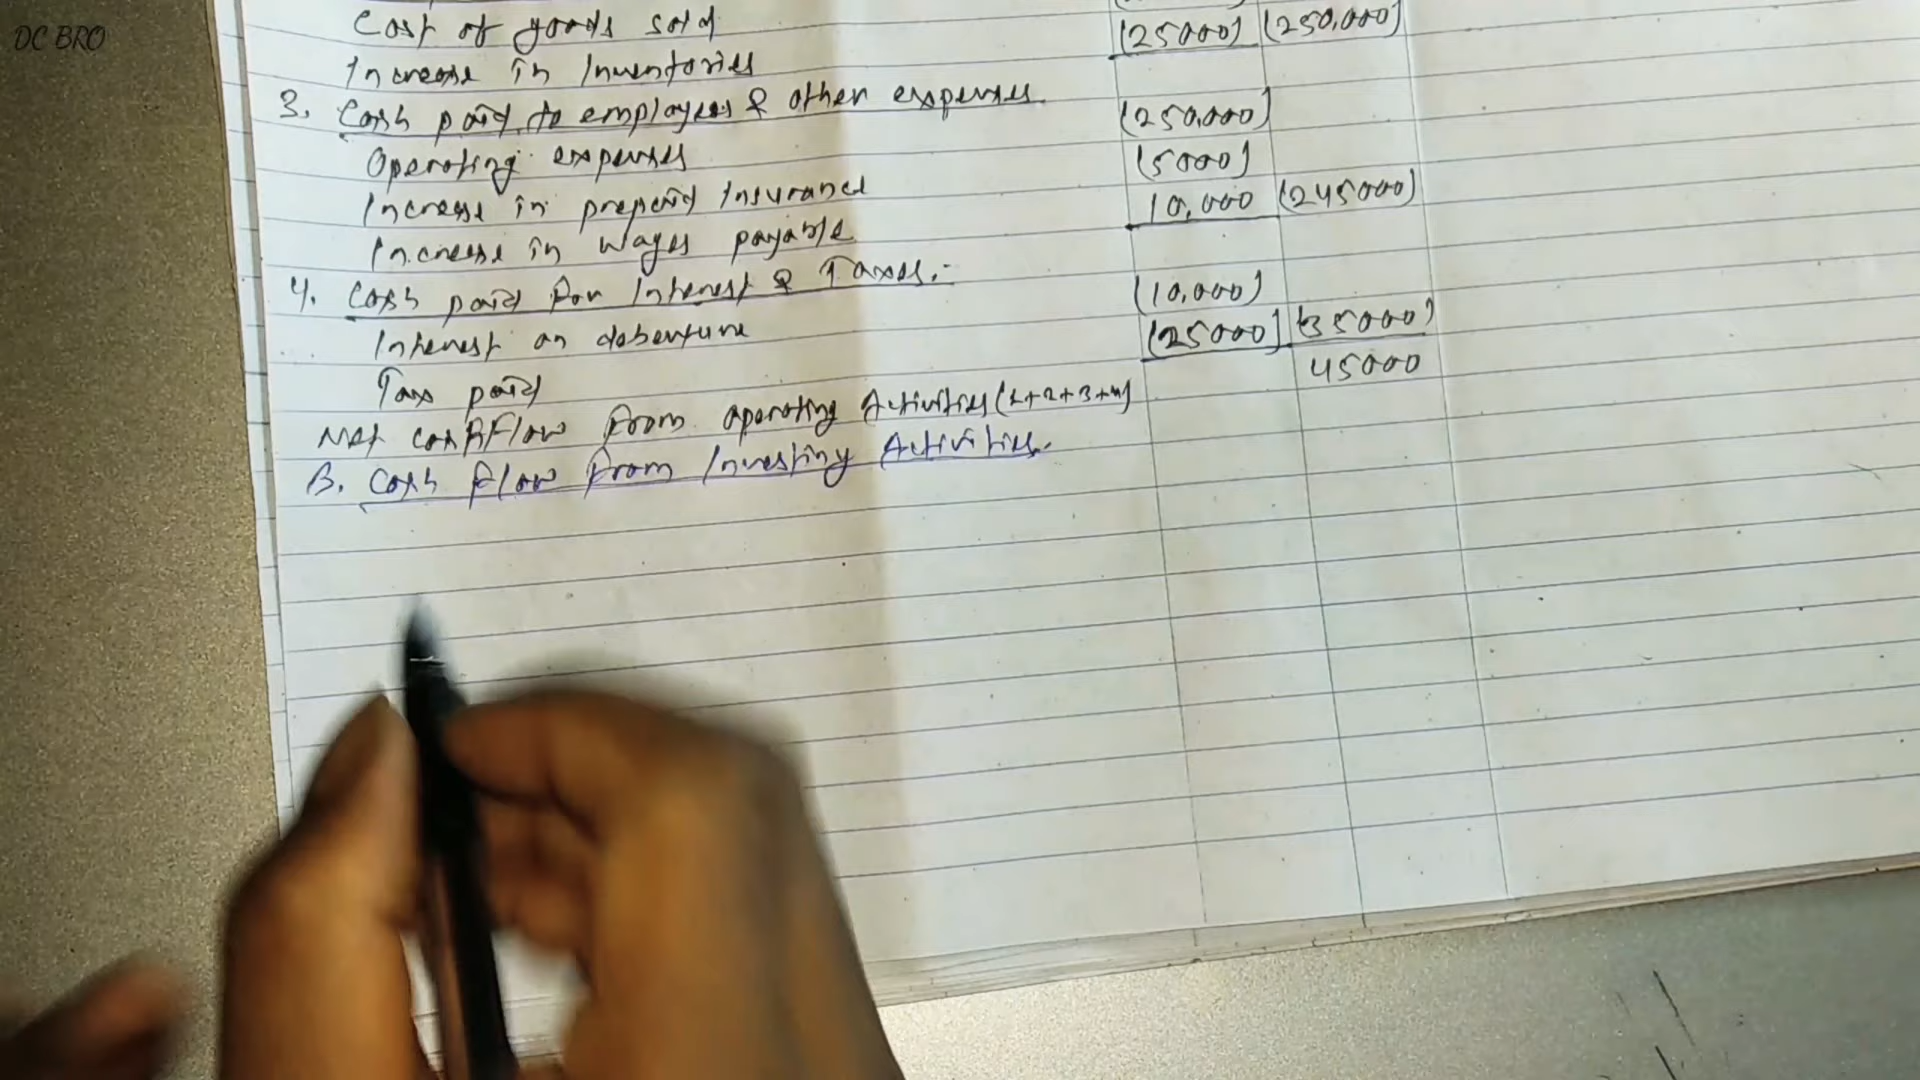 DC BRO
Cost of goods sold (25000) (250,000)
Increase in Inventories
3. Cash paid to employees & other expenses.
Operating expenses (250,000)
Increase in prepaid Insurance (5000)
Increase in wages payable 10,000 (245000)
4. Cash paid for Interest & Taxes:-
Interest on debenture (10,000)
Tax paid (25000) (35000)
Net cashflow from operating Activities (1+2+3+4) 45000
B. Cash flow from Investing Activities.